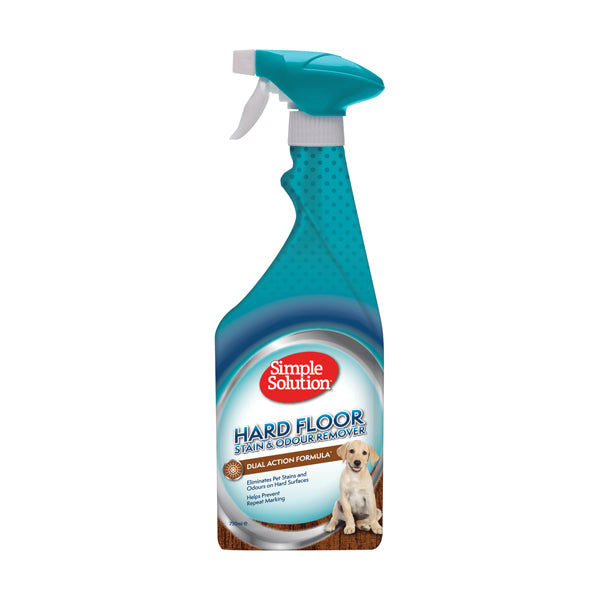 Simple
Solution
HARD FLOOR
STAIN & ODOUR REMOVER
DUAL ACTION FORMULA*
Eliminates Pet Stains and
Odours on Hard Surfaces
Helps Prevent
Repeat Marking
750ml e